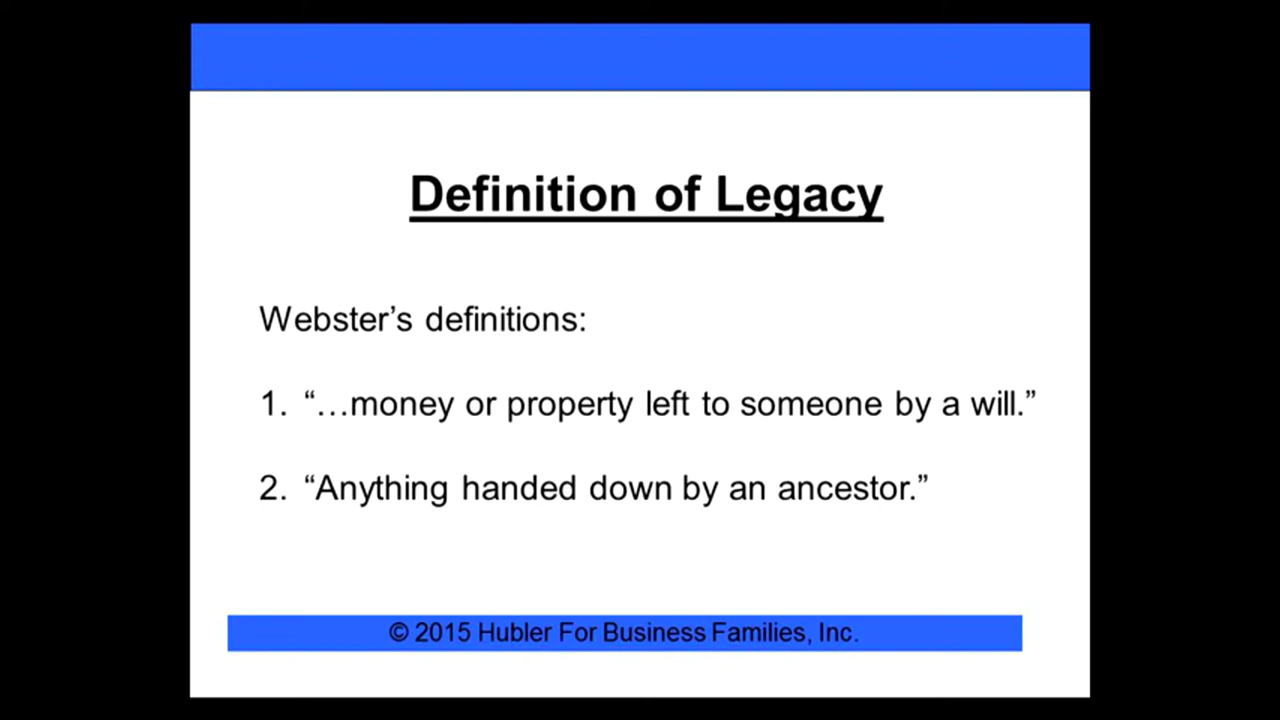 Definition of Legacy
Webster’s definitions:
1. “…money or property left to someone by a will.”
2. “Anything handed down by an ancestor.”
© 2015 Hubler For Business Families, Inc.